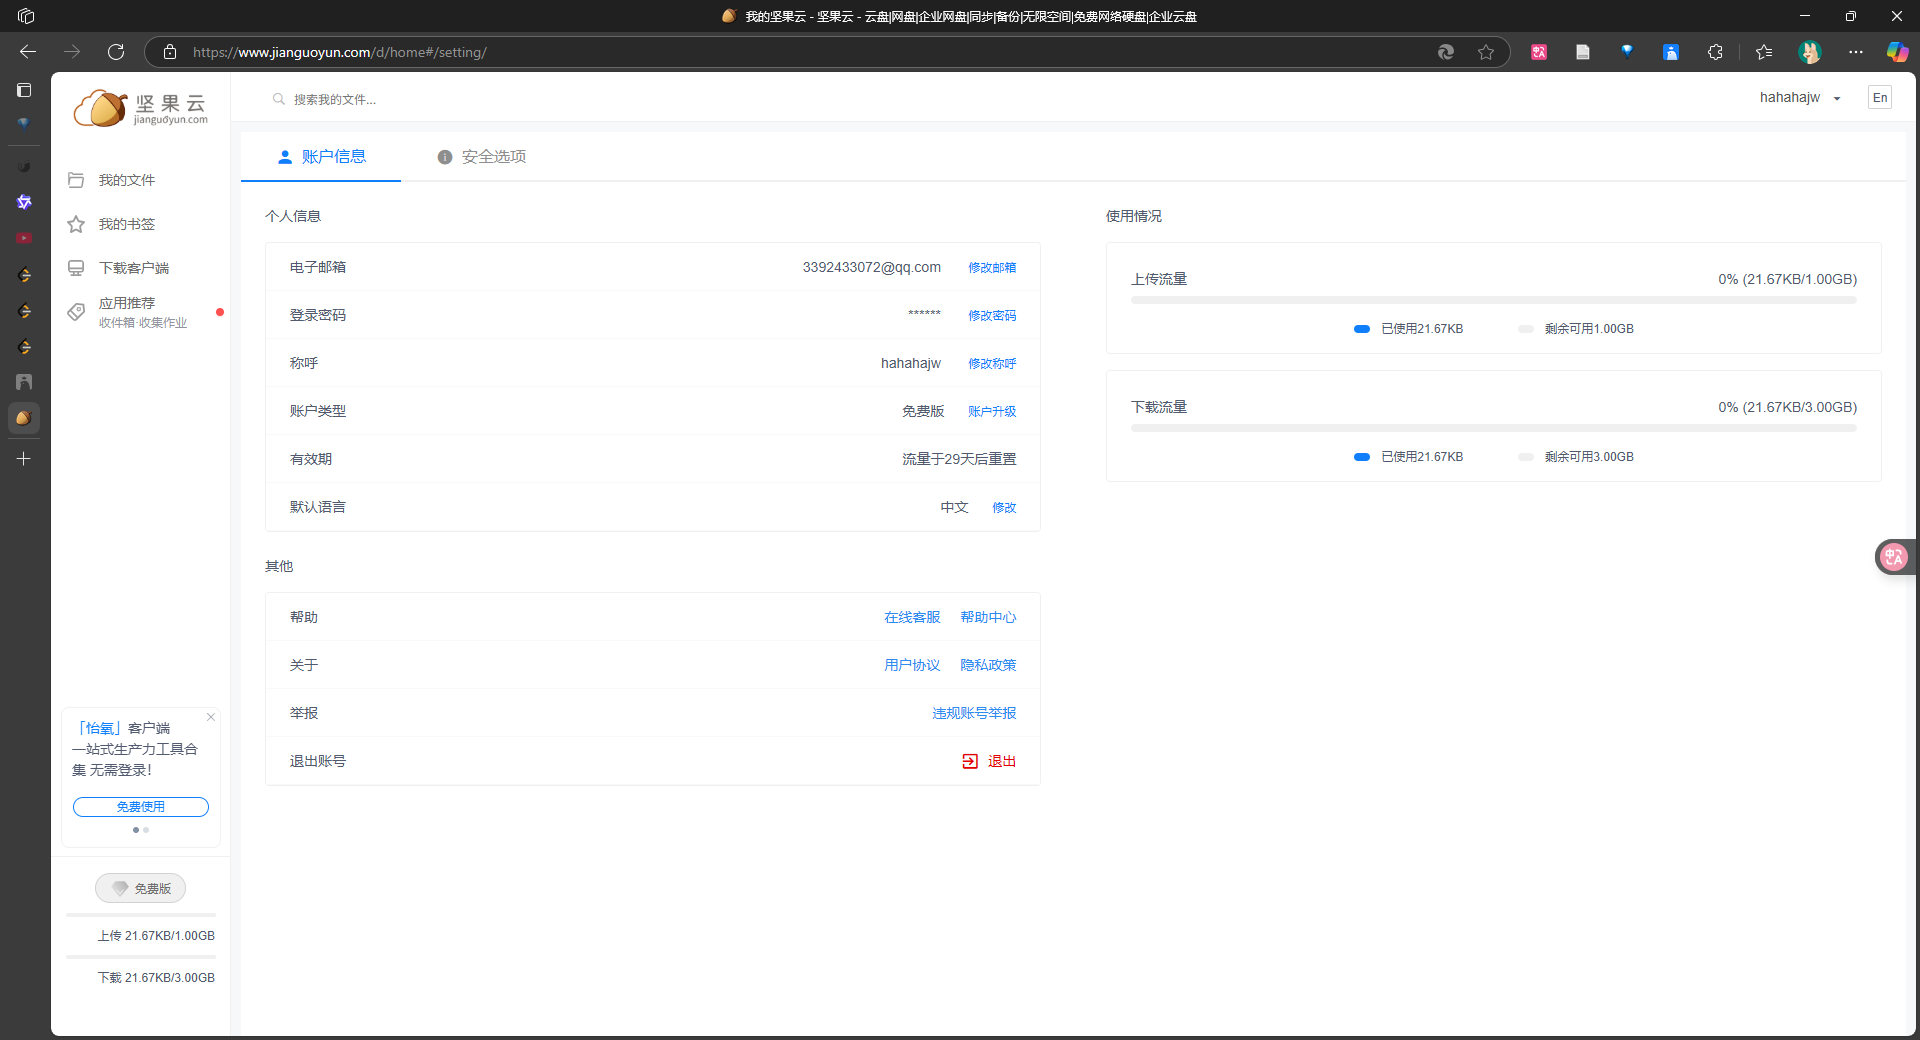 我的坚果云 - 坚果云 - 云盘|网盘|企业网盘|同步|备份|无限空间|免费网络硬盘|企业云盘
https://www.jianguoyun.com/d/home#/setting/
坚果云
jianguoyun.com
搜索我的文件...
hahahajw
En
我的文件
我的书签
下载客户端
应用推荐
收件箱·收集作业
「怡氧」客户端
一站式生产力工具合
集 无需登录！
免费使用
免费版
上传 21.67KB/1.00GB
下载 21.67KB/3.00GB
账户信息
安全选项
个人信息
电子邮箱 3392433072@qq.com 修改邮箱
登录密码 ****** 修改密码
称呼 hahahajw 修改称呼
账户类型 免费版 账户升级
有效期 流量于29天后重置
默认语言 中文 修改
其他
帮助 在线客服 帮助中心
关于 用户协议 隐私政策
举报 违规账号举报
退出账号 退出
使用情况
上传流量 0% (21.67KB/1.00GB)
已使用21.67KB 剩余可用1.00GB
下载流量 0% (21.67KB/3.00GB)
已使用21.67KB 剩余可用3.00GB